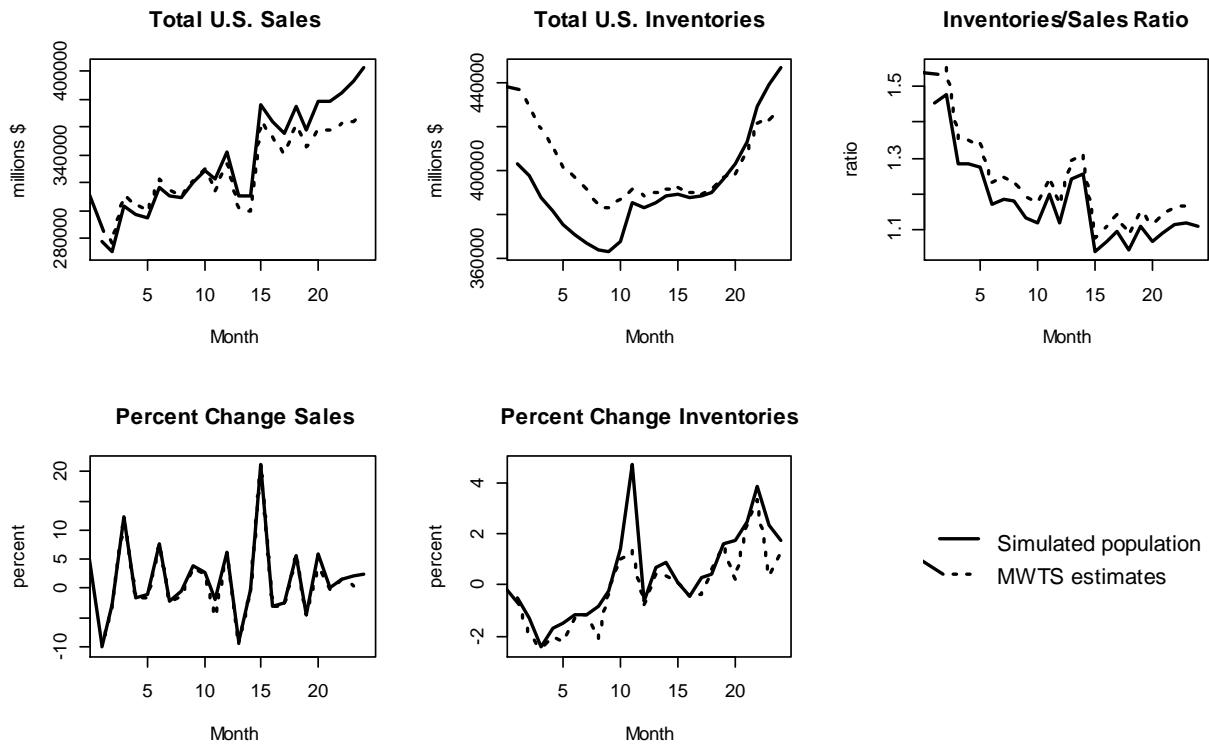 Total U.S. Sales
400000
340000
280000
millions $
5 10 15 20
Month
Total U.S. Inventories
440000
400000
360000
millions $
5 10 15 20
Month
Inventories/Sales Ratio
1.5
1.3
1.1
ratio
5 10 15 20
Month
Percent Change Sales
20
10
5
0
-10
percent
5 10 15 20
Month
Percent Change Inventories
4
2
0
-2
percent
5 10 15 20
Month
Simulated population
MWTS estimates